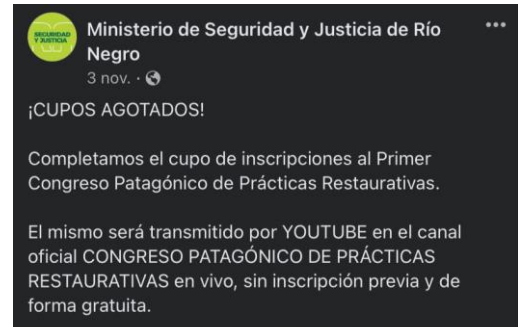 SEGURIDAD
Y JUSTICIA
Ministerio de Seguridad y Justicia de Río
Negro
3 nov. ·
¡CUPOS AGOTADOS!
Completamos el cupo de inscripciones al Primer
Congreso Patagónico de Prácticas Restaurativas.
El mismo será transmitido por YOUTUBE en el canal
oficial CONGRESO PATAGÓNICO DE PRÁCTICAS
RESTAURATIVAS en vivo, sin inscripción previa y de
forma gratuita.